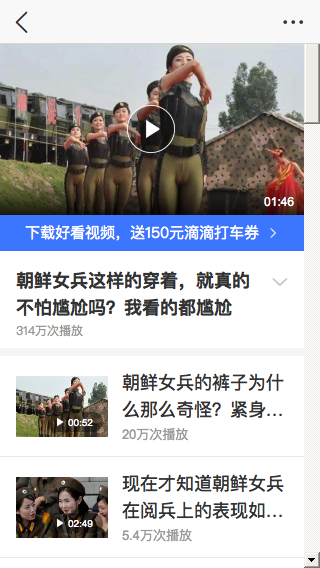 01:46
下载好看视频，送150元滴滴打车券
朝鲜女兵这样的穿着，就真的
不怕尴尬吗？我看的都尴尬
314万次播放
朝鲜女兵的裤子为什
么那么奇怪？紧身…
00:52
20万次播放
现在才知道朝鲜女兵
在阅兵上的表现如…
02:49
5.4万次播放